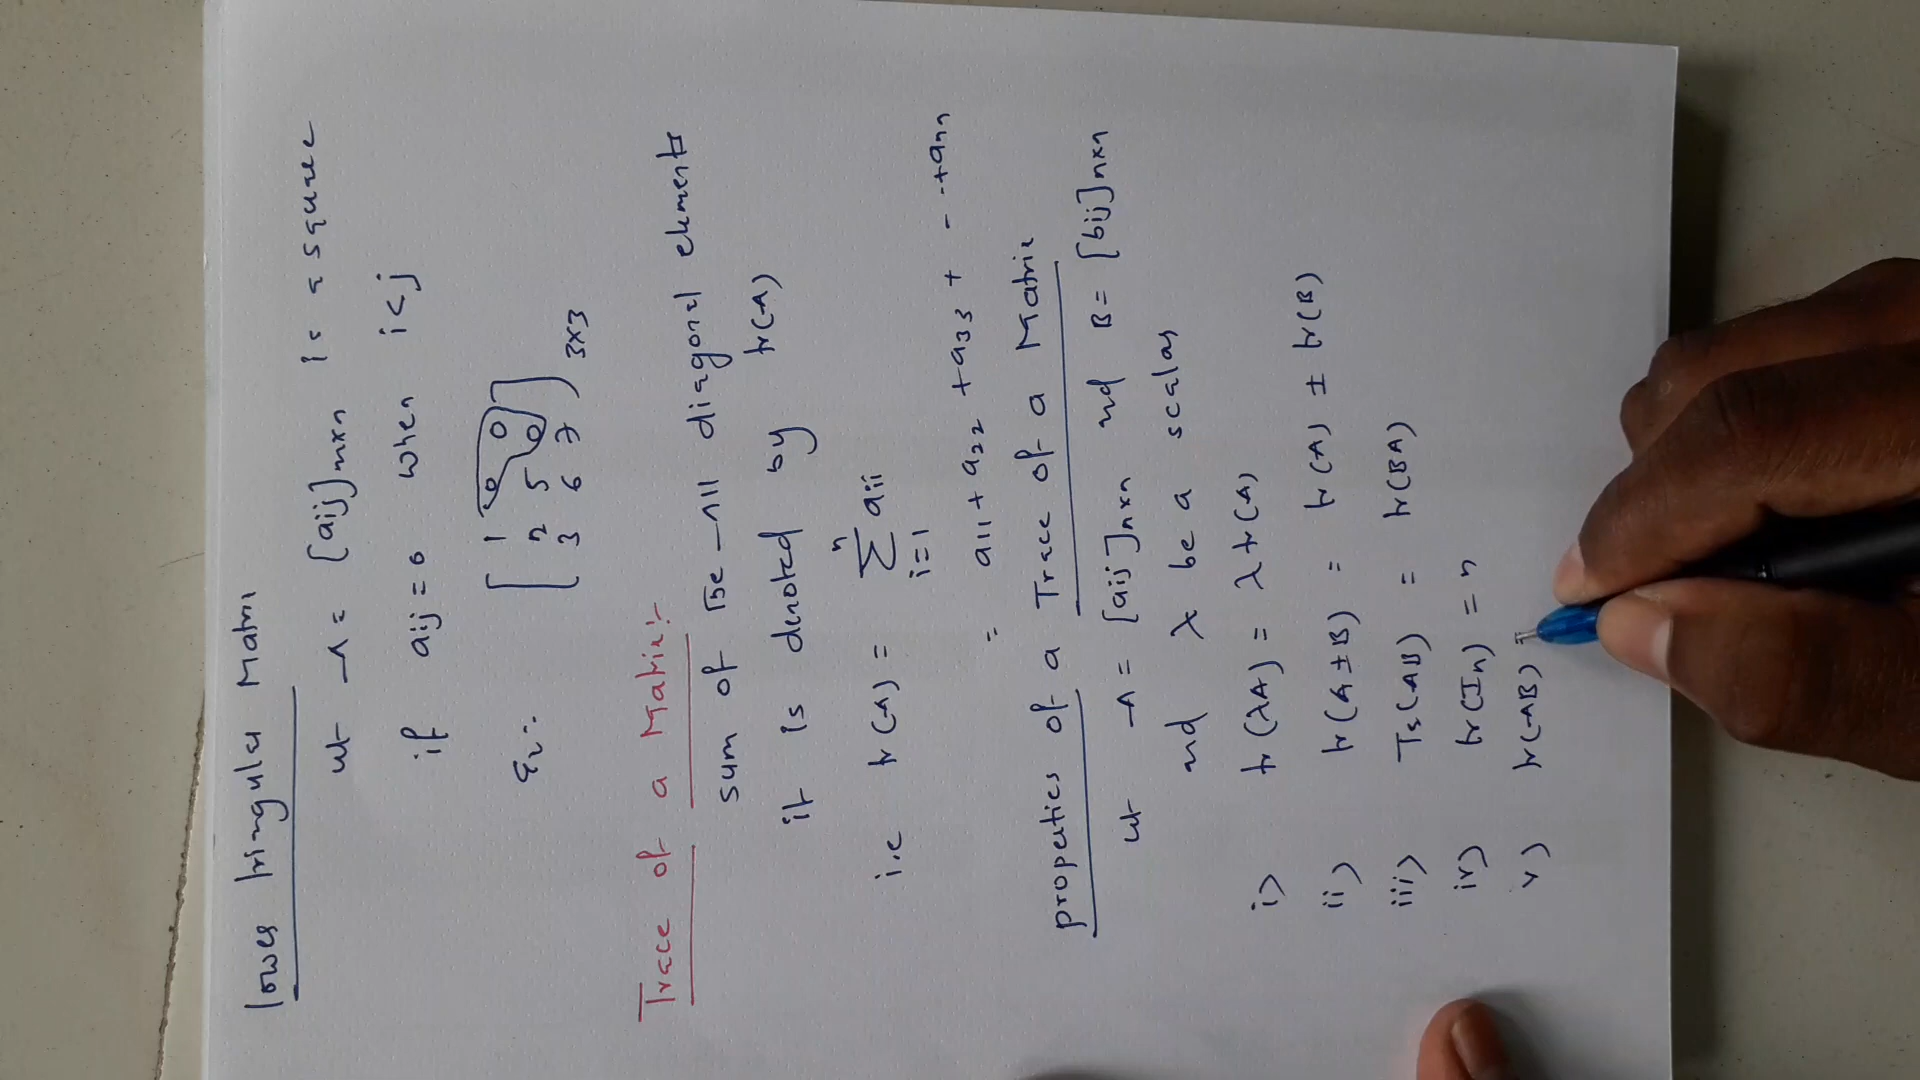 lower triangular Matrix
let A = [aij]mxn is a square
if aij = 0 when i<j
Ex:-
[ 1 0 0
2 5 0
3 6 7 ] 3x3
Trace of a Matrix:-
sum of the all diagonal elements
it is denoted by tr(A)
i.e tr(A) = n∑i=1 aii
= a11 + a22 + a33 + - - + ann
properties of a Trace of a Matrix
let A = [aij]nxn and B = [bij]nxn
and λ be a scalar
i) tr(λA) = λ tr(A)
ii) tr(A ± B) = tr(A) ± tr(B)
iii) Tr(AB) = tr(BA)
iv) tr(In) = n
v) tr(AB)